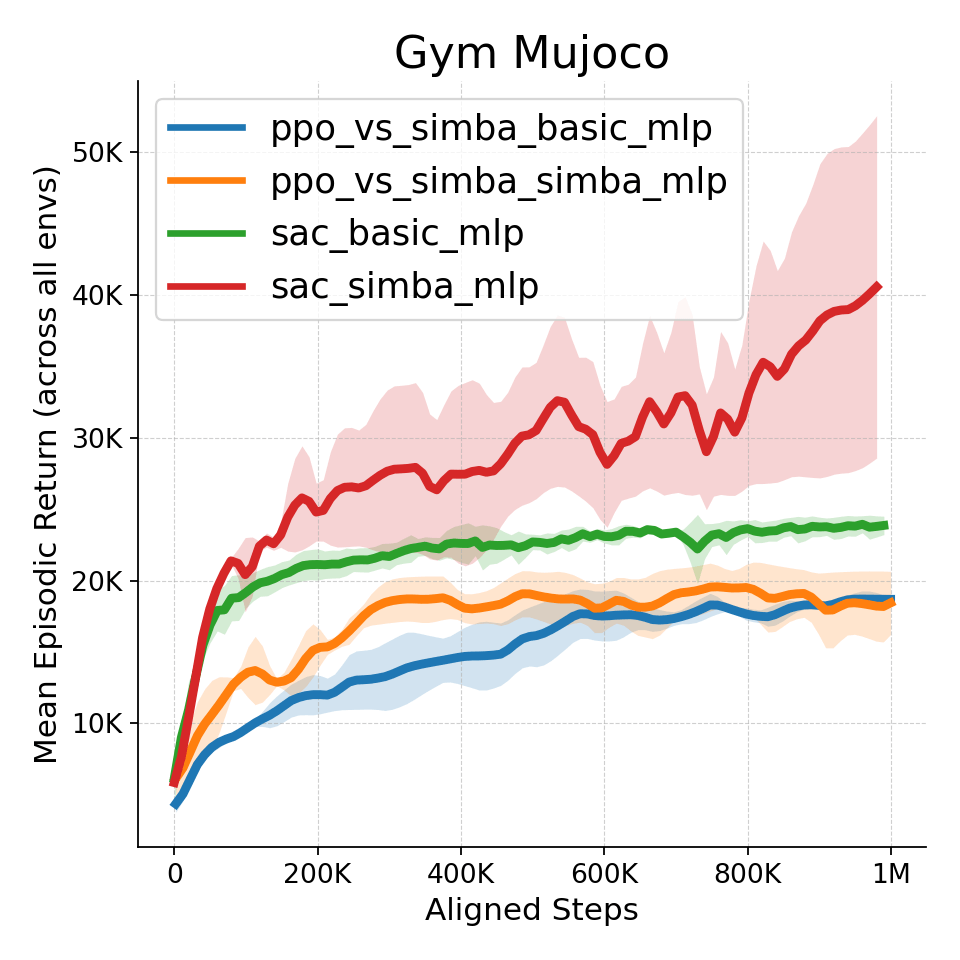 Gym Mujoco
ppo_vs_simba_basic_mlp
ppo_vs_simba_simba_mlp
sac_basic_mlp
sac_simba_mlp
Mean Episodic Return (across all envs)
50K
40K
30K
20K
10K
0 200K 400K 600K 800K 1M
Aligned Steps